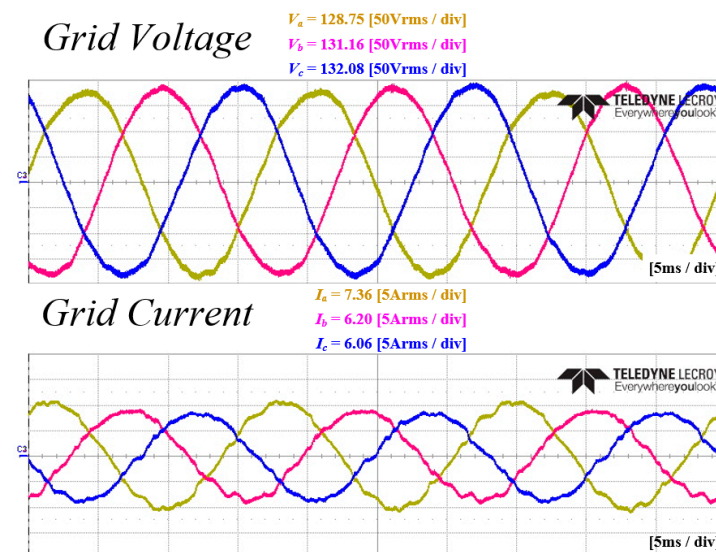 Grid Voltage
Va = 128.75 [50Vrms / div]
Vb = 131.16 [50Vrms / div]
Vc = 132.08 [50Vrms / div]
TELEDYNE LECROY
Everywhereyoulook
C3
[5ms / div]
Grid Current
Ia = 7.36 [5Arms / div]
Ib = 6.20 [5Arms / div]
Ic = 6.06 [5Arms / div]
TELEDYNE LECROY
Everywhereyoulook
C3
[5ms / div]